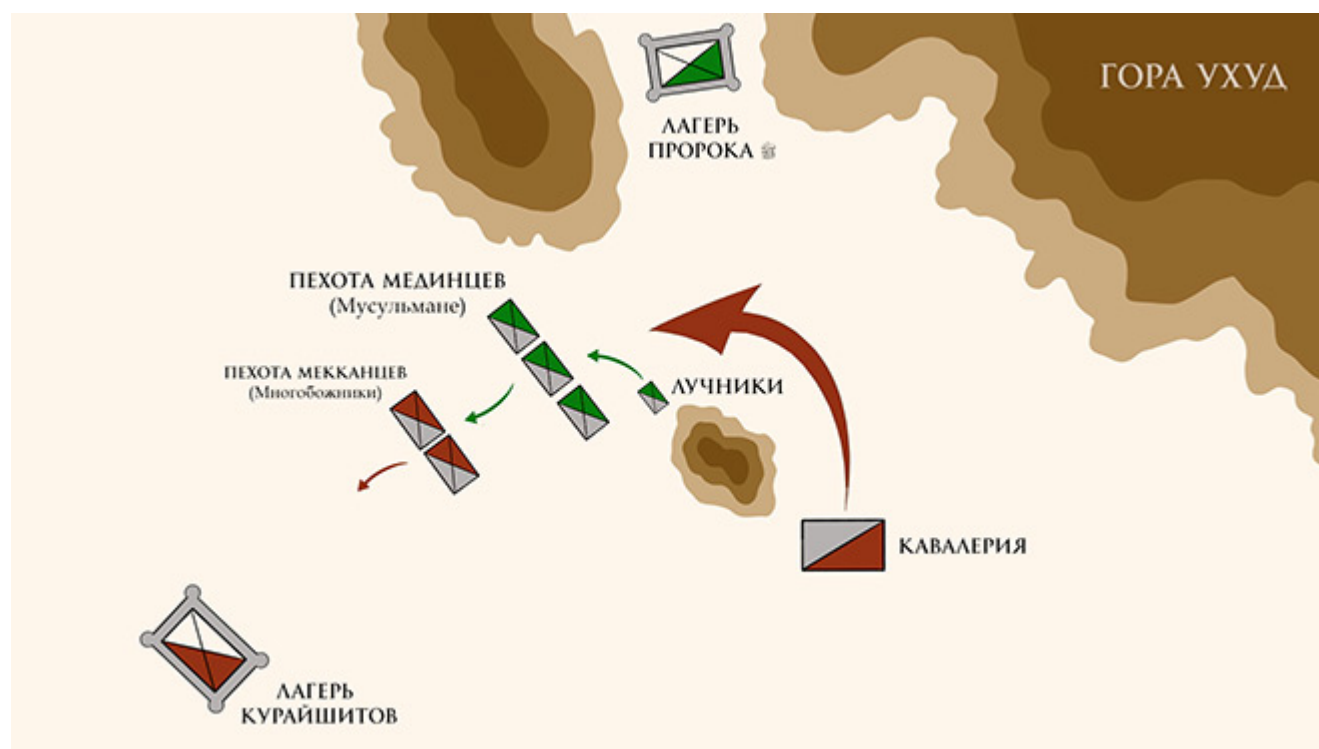 ГОРА УХУД
ЛАГЕРЬ
ПРОРОКА ﷺ
ПЕХОТА МЕДИНЦЕВ
(Мусульмане)
ПЕХОТА МЕККАНЦЕВ
(Многобожники)
ЛУЧНИКИ
КАВАЛЕРИЯ
ЛАГЕРЬ
КУРАЙШИТОВ